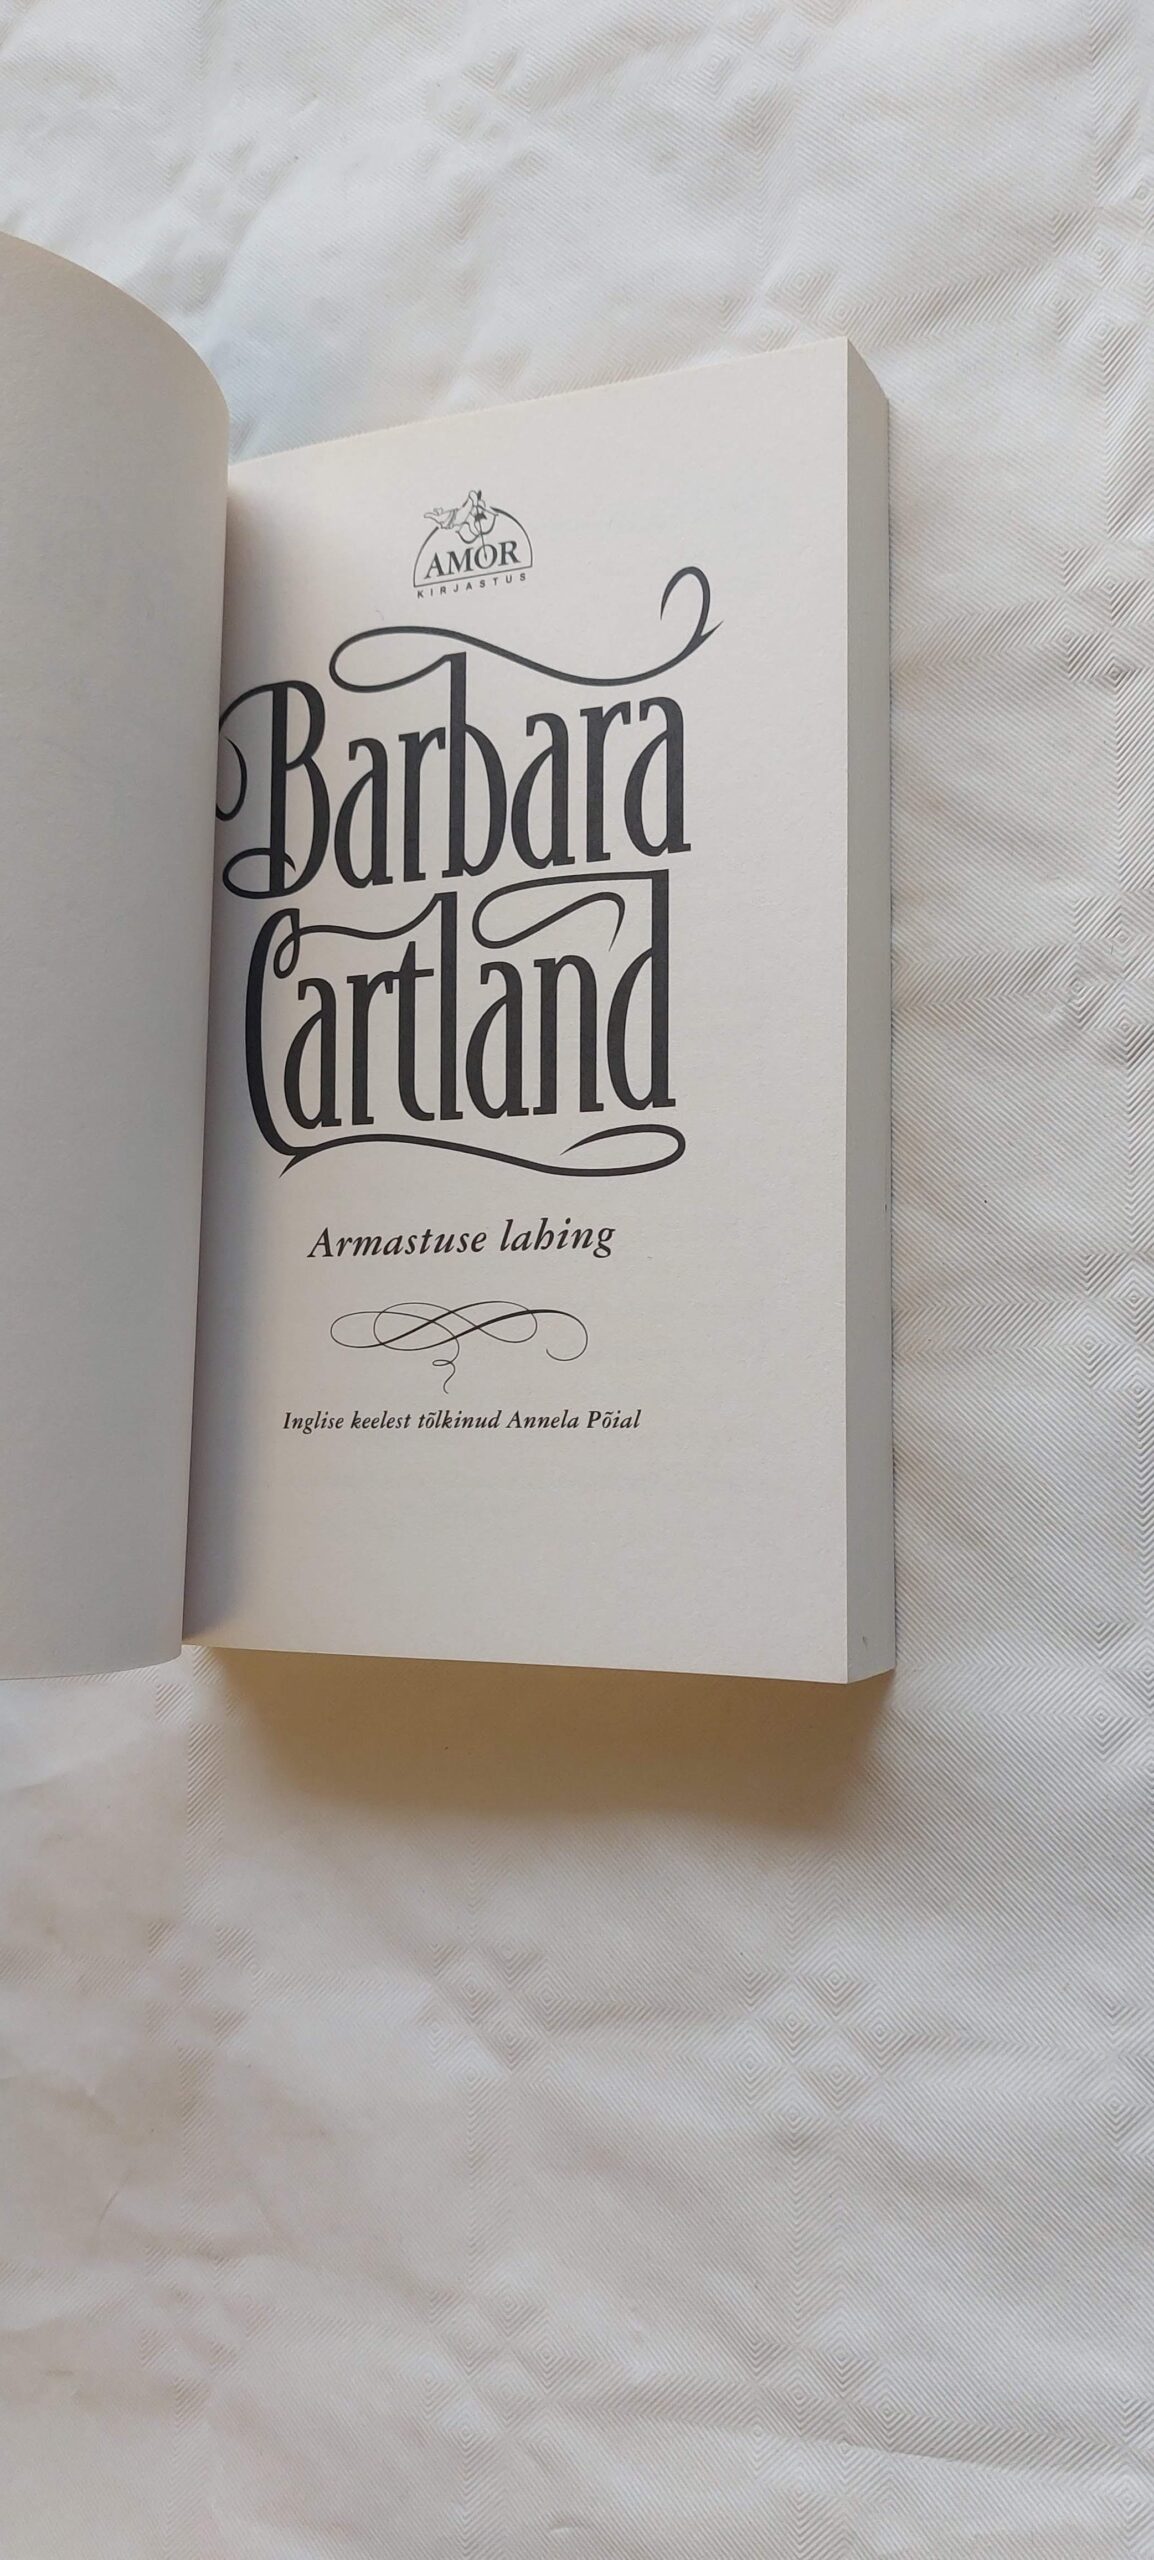 AMOR
KIRJASTUS
Barbara
Cartland
Armastuse lahing
Inglise keelest tõlkinud Annela Põial